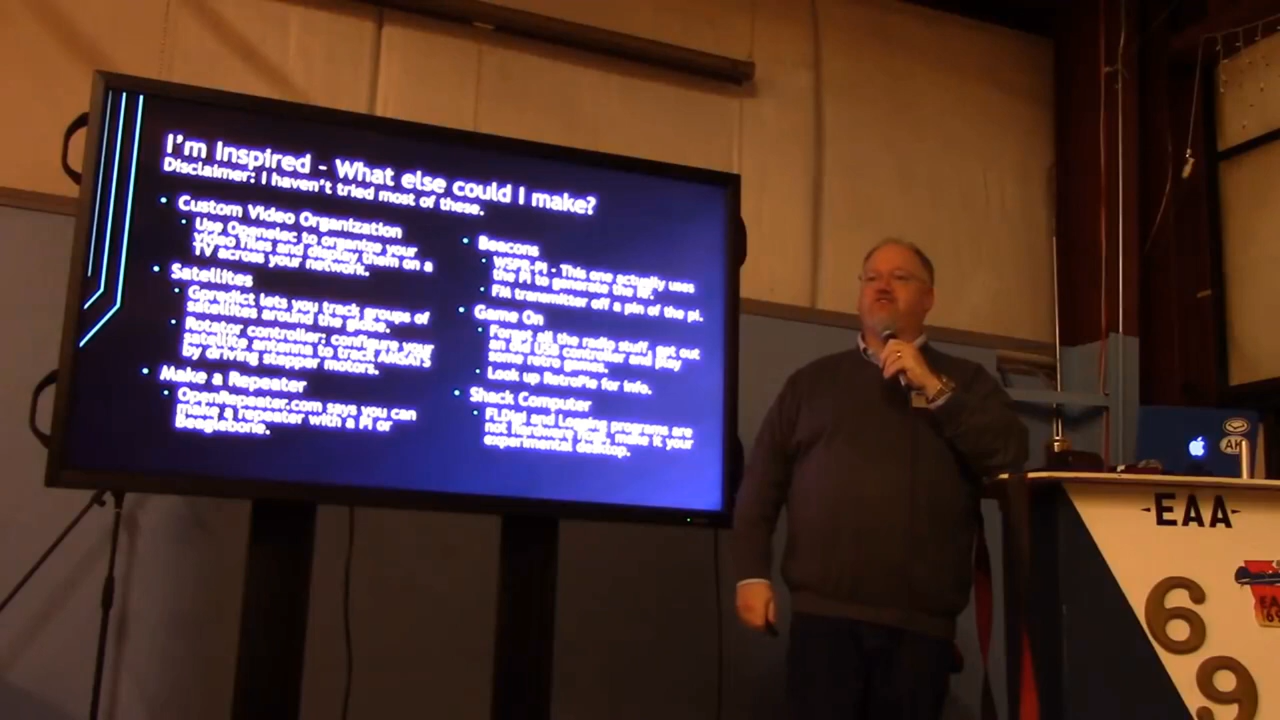 I'm Inspired - What else could I make?
Disclaimer: I haven't tried most of these.
Custom Video Organization
Use Openelec to organize your
video files and display them on a
TV across your network.
Satellites
Gpredict lets you track groups of
satellites around the globe.
Rotator controller: configure your
satellite antenna to track AMSATS
by driving stepper motors.
Make a Repeater
OpenRepeater.com says you can
make a repeater with a Pi or
Beaglebone.
Beacons
WSPR-Pi - This one actually uses
the Pi to generate the RF.
FM transmitter off a pin of the pi.
Game On
Forget all the radio stuff, get out
an old USB controller and play
some retro games.
Look up RetroPie for info.
Shack Computer
FLDigi and Logging programs are
not hardware hogs, make it your
experimental desktop.
AK
EAA
6
9